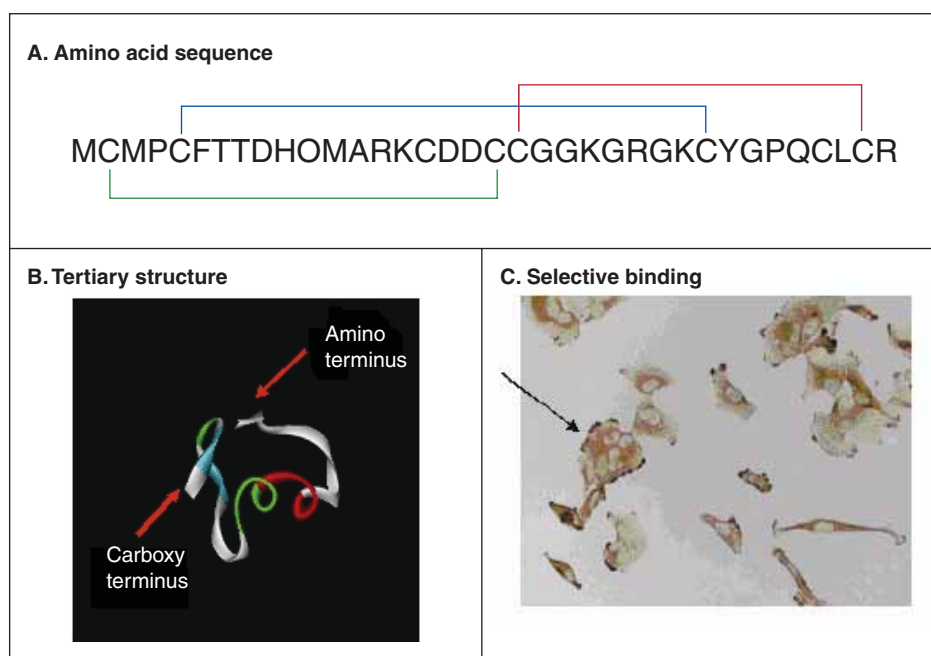 A. Amino acid sequence
MCMPCFTTDHOMARKCDDCCGGKGRGKCYGPQCLCR
B. Tertiary structure
Amino
terminus
Carboxy
terminus
C. Selective binding